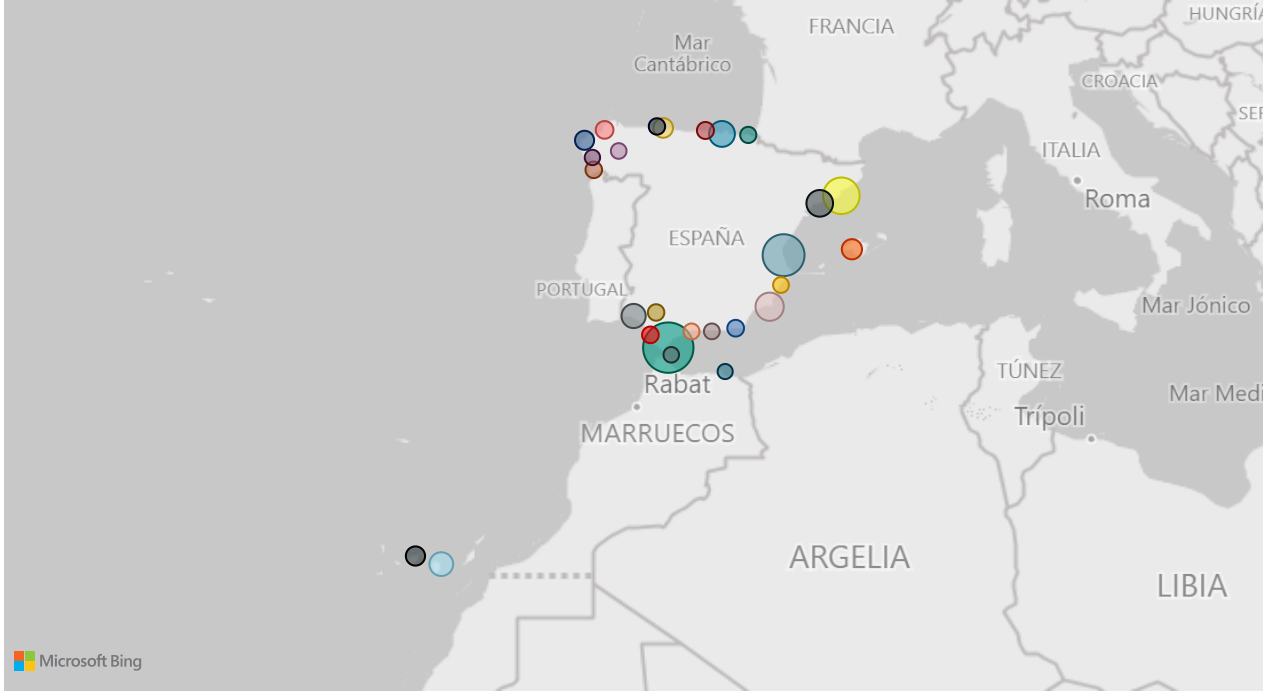 HUNGRÍA
FRANCIA
Mar
Cantábrico
CROACIA
SER
ITALIA
Roma
ESPAÑA
PORTUGAL
Mar Jónico
TÚNEZ
Rabat
Mar Medi
Trípoli
MARRUECOS
ARGELIA
LIBIA
Microsoft Bing